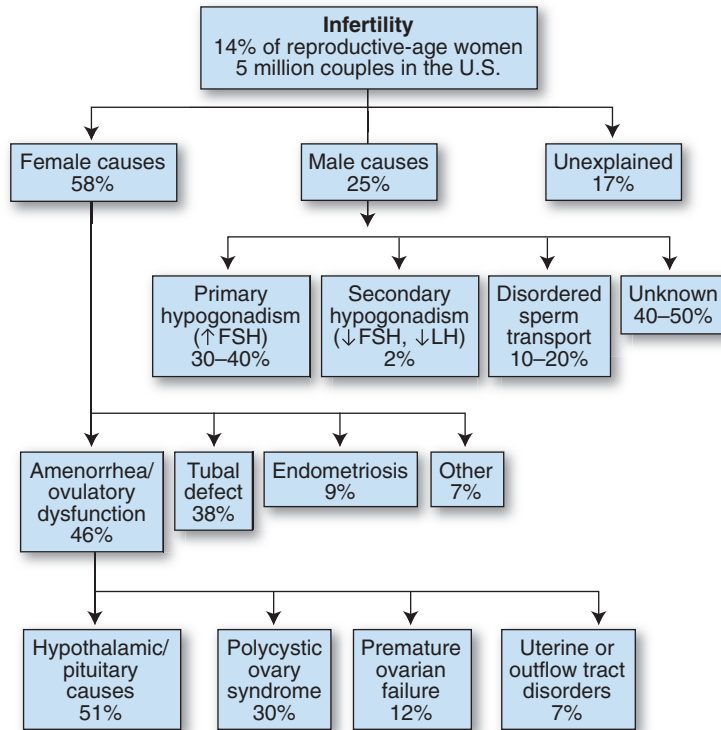 Infertility
14% of reproductive-age women
5 million couples in the U.S.
Female causes
58%
Male causes
25%
Unexplained
17%
Primary
hypogonadism
(↑FSH)
30–40%
Secondary
hypogonadism
(↓FSH, ↓LH)
2%
Disordered
sperm
transport
10–20%
Unknown
40–50%
Amenorrhea/
ovulatory
dysfunction
46%
Tubal
defect
38%
Endometriosis
9%
Other
7%
Hypothalamic/
pituitary
causes
51%
Polycystic
ovary
syndrome
30%
Premature
ovarian
failure
12%
Uterine or
outflow tract
disorders
7%